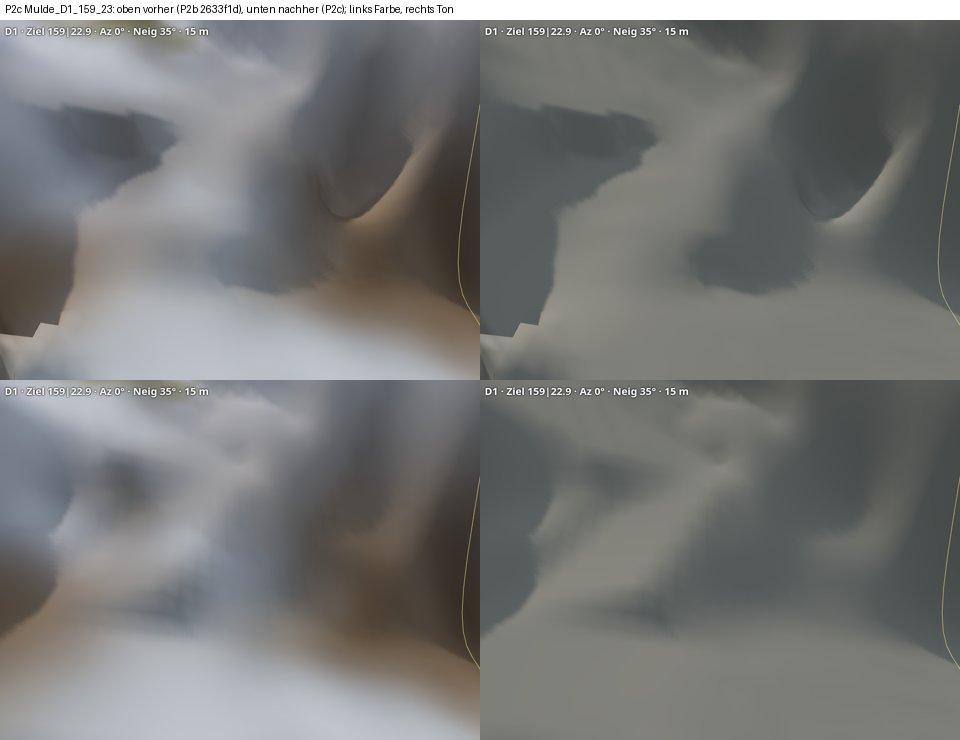 P2c Mulde_D1_159_23: oben vorher (P2b 2633f1d), unten nachher (P2c); links Farbe, rechts Ton
D1 · Ziel 159|22.9 · Az 0° · Neig 35° · 15 m
D1 · Ziel 159|22.9 · Az 0° · Neig 35° · 15 m
D1 · Ziel 159|22.9 · Az 0° · Neig 35° · 15 m
D1 · Ziel 159|22.9 · Az 0° · Neig 35° · 15 m